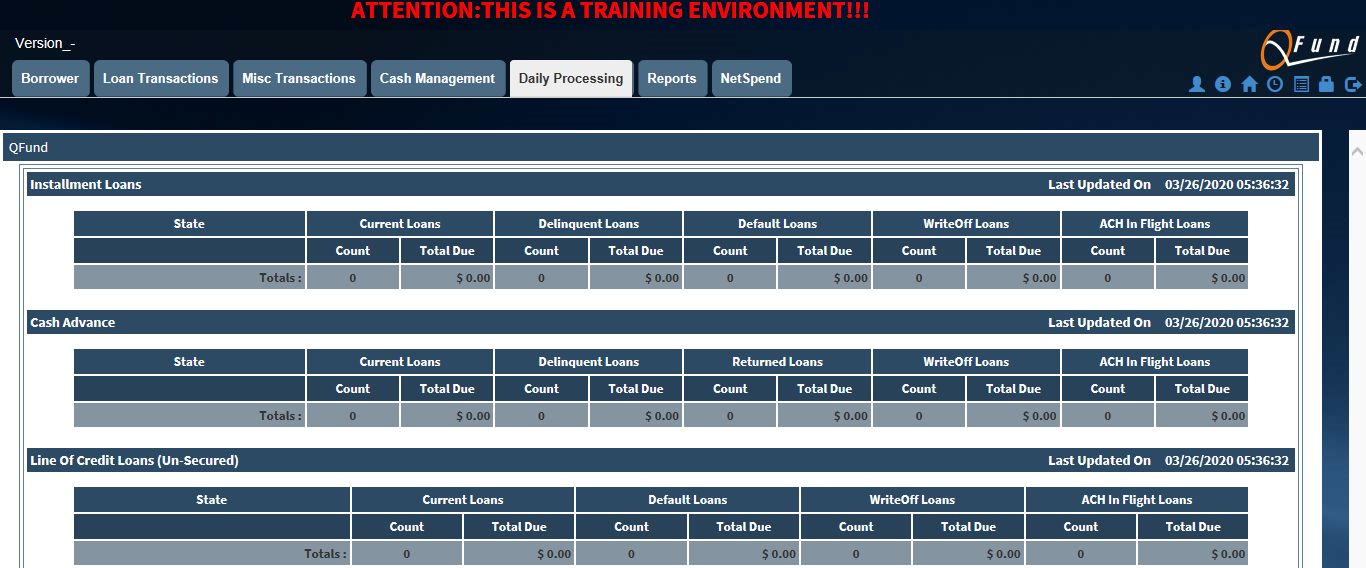 ATTENTION:THIS IS A TRAINING ENVIRONMENT!!!
Version_-
QFund
Borrower Loan Transactions Misc Transactions Cash Management Daily Processing Reports NetSpend
QFund
Installment Loans Last Updated On 03/26/2020 05:36:32
State Current Loans Delinquent Loans Default Loans WriteOff Loans ACH In Flight Loans
Count Total Due Count Total Due Count Total Due Count Total Due Count Total Due
Totals : 0 $ 0.00 0 $ 0.00 0 $ 0.00 0 $ 0.00 0 $ 0.00
Cash Advance Last Updated On 03/26/2020 05:36:32
State Current Loans Delinquent Loans Returned Loans WriteOff Loans ACH In Flight Loans
Count Total Due Count Total Due Count Total Due Count Total Due Count Total Due
Totals : 0 $ 0.00 0 $ 0.00 0 $ 0.00 0 $ 0.00 0 $ 0.00
Line Of Credit Loans (Un-Secured) Last Updated On 03/26/2020 05:36:32
State Current Loans Default Loans WriteOff Loans ACH In Flight Loans
Count Total Due Count Total Due Count Total Due Count Total Due
Totals : 0 $ 0.00 0 $ 0.00 0 $ 0.00 0 $ 0.00